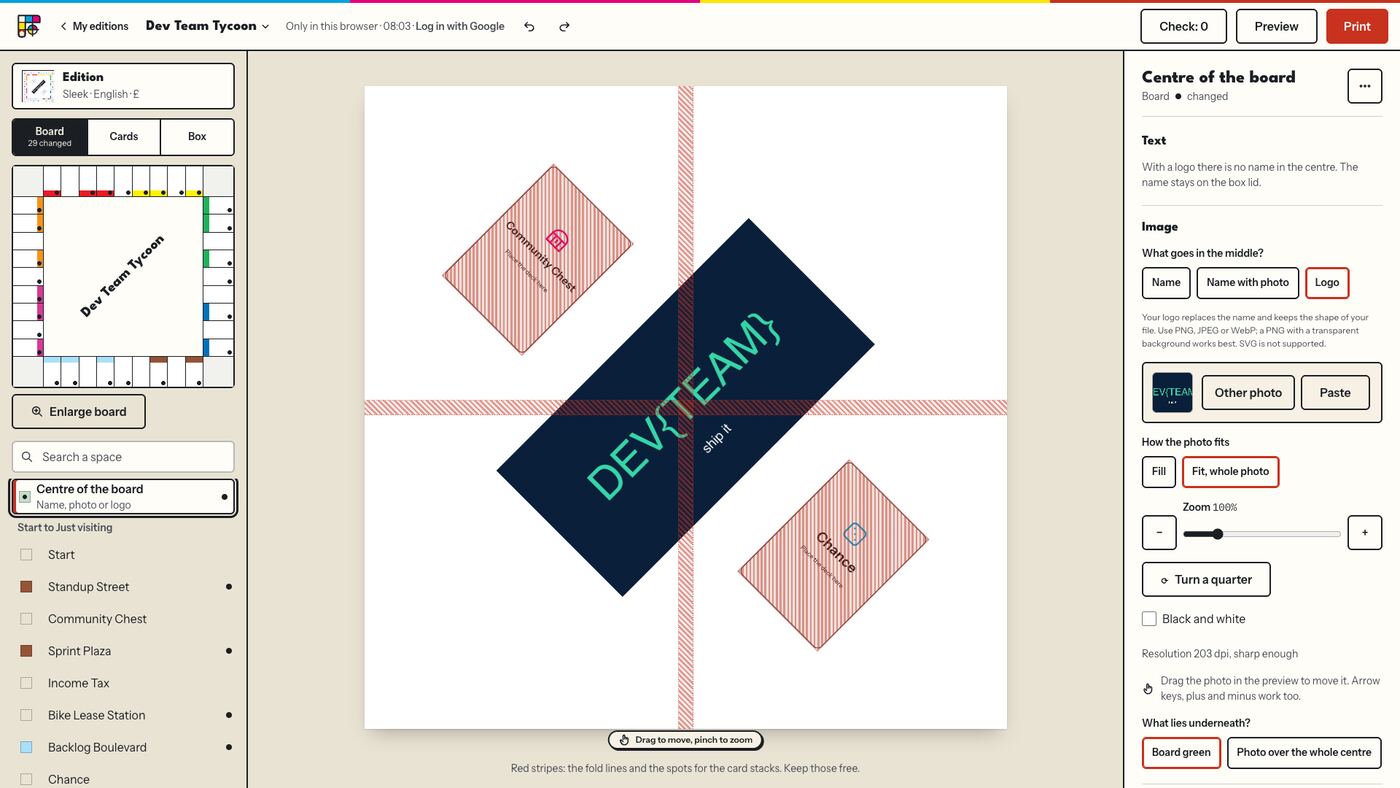 My editions
Dev Team Tycoon
Only in this browser · 08:03 · Log in with Google
Check: 0
Preview
Print
Edition
Sleek · English · £
Board
29 changed
Cards
Box
Dev Team Tycoon
Enlarge board
Search a space
Centre of the board
Name, photo or logo
Start to Just visiting
Start
Standup Street
Community Chest
Sprint Plaza
Income Tax
Bike Lease Station
Backlog Boulevard
Chance
Community Chest
Place the deck here
DEV{TEAM}
ship it
Chance
Place the deck here
Drag to move, pinch to zoom
Red stripes: the fold lines and the spots for the card stacks. Keep those free.
Centre of the board
Board ● changed
Text
With a logo there is no name in the centre. The
name stays on the box lid.
Image
What goes in the middle?
Name
Name with photo
Logo
Your logo replaces the name and keeps the shape of your
file. Use PNG, JPEG or WebP; a PNG with a transparent
background works best. SVG is not supported.
EV{TEAM
Other photo
Paste
How the photo fits
Fill
Fit, whole photo
Zoom 100%
−
+
Turn a quarter
Black and white
Resolution 203 dpi, sharp enough
Drag the photo in the preview to move it. Arrow
keys, plus and minus work too.
What lies underneath?
Board green
Photo over the whole centre